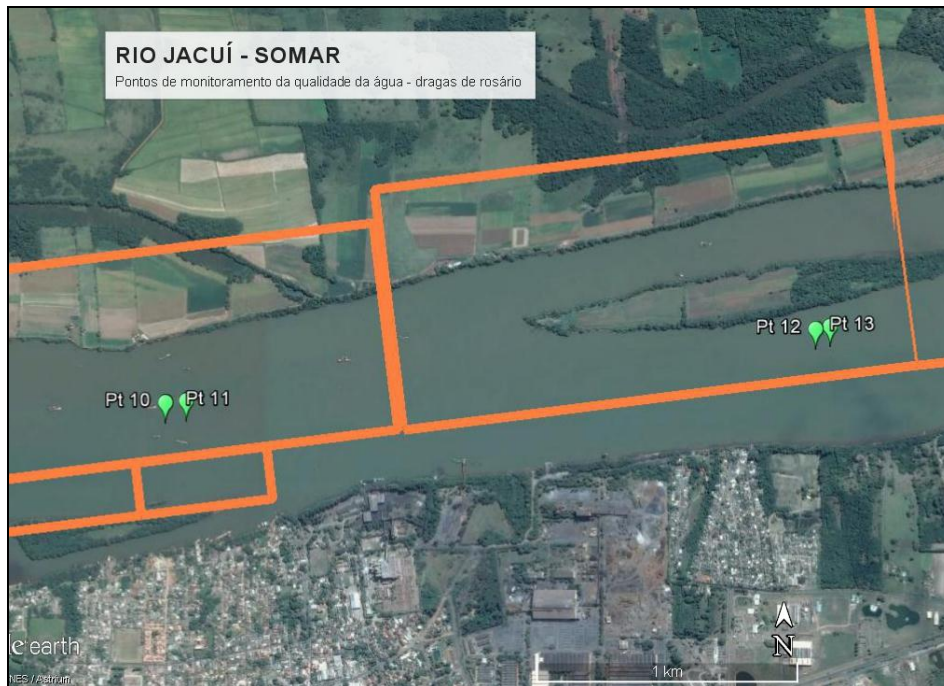 RIO JACUÍ - SOMAR
Pontos de monitoramento da qualidade da água - dragas de rosário
Pt 12
Pt 13
Pt 10
Pt 11
N
earth
1 km
NES / Astrium